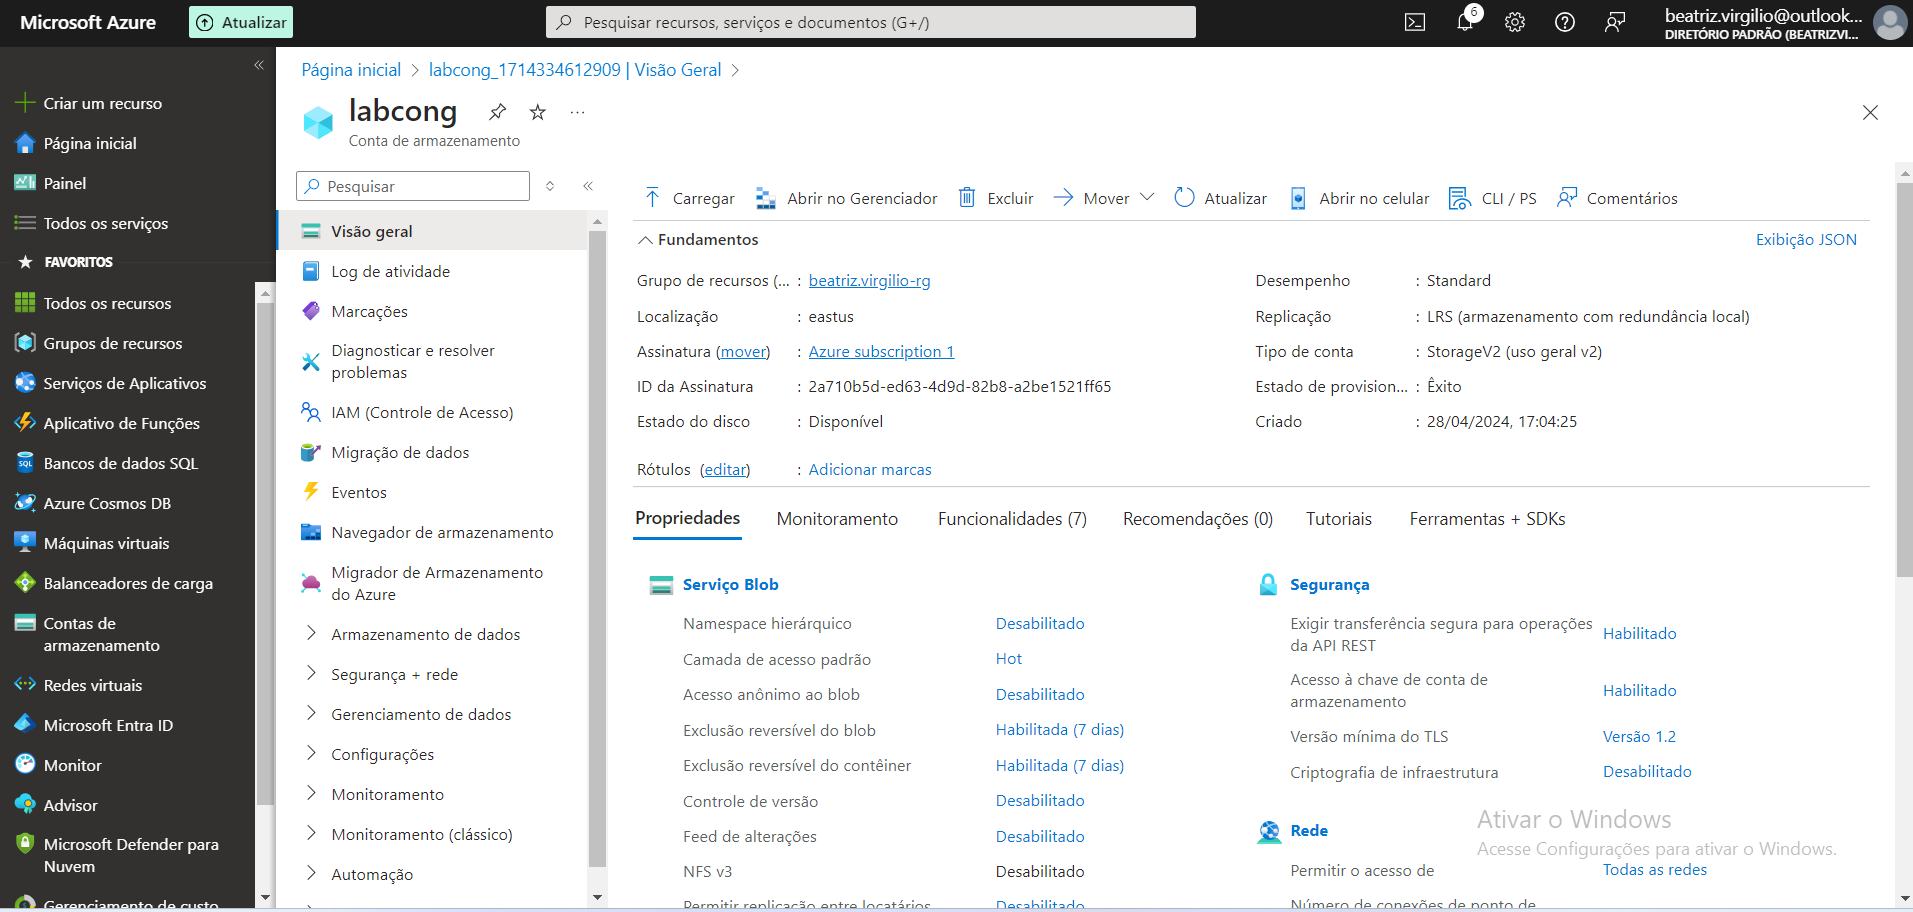 Microsoft Azure
Atualizar
Pesquisar recursos, serviços e documentos (G+/)
6
beatriz.virgilio@outlook...
DIRETÓRIO PADRÃO (BEATRIZVI...
«
Criar um recurso
Página inicial
Painel
Todos os serviços
FAVORITOS
Todos os recursos
Grupos de recursos
Serviços de Aplicativos
Aplicativo de Funções
Bancos de dados SQL
Azure Cosmos DB
Máquinas virtuais
Balanceadores de carga
Contas de
armazenamento
Redes virtuais
Microsoft Entra ID
Monitor
Advisor
Microsoft Defender para
Nuvem
Gerenciamento de custo
Página inicial > labcong_1714334612909 | Visão Geral >
labcong
Conta de armazenamento
Pesquisar
«
Visão geral
Log de atividade
Marcações
Diagnosticar e resolver
problemas
IAM (Controle de Acesso)
Migração de dados
Eventos
Navegador de armazenamento
Migrador de Armazenamento
do Azure
Armazenamento de dados
Segurança + rede
Gerenciamento de dados
Configurações
Monitoramento
Monitoramento (clássico)
Automação
Carregar Abrir no Gerenciador Excluir Mover Atualizar Abrir no celular CLI / PS Comentários
Fundamentos
Exibição JSON
Grupo de recursos (... : beatriz.virgilio-rg
Localização : eastus
Assinatura (mover) : Azure subscription 1
ID da Assinatura : 2a710b5d-ed63-4d9d-82b8-a2be1521ff65
Estado do disco : Disponível
Rótulos (editar) : Adicionar marcas
Desempenho : Standard
Replicação : LRS (armazenamento com redundância local)
Tipo de conta : StorageV2 (uso geral v2)
Estado de provision... : Êxito
Criado : 28/04/2024, 17:04:25
Propriedades Monitoramento Funcionalidades (7) Recomendações (0) Tutoriais Ferramentas + SDKs
Serviço Blob
Namespace hierárquico Desabilitado
Camada de acesso padrão Hot
Acesso anônimo ao blob Desabilitado
Exclusão reversível do blob Habilitada (7 dias)
Exclusão reversível do contêiner Habilitada (7 dias)
Controle de versão Desabilitado
Feed de alterações Desabilitado
NFS v3 Desabilitado
Permitir replicação entre locatários Desabilitado
Segurança
Exigir transferência segura para operações
da API REST Habilitado
Acesso à chave de conta de
armazenamento Habilitado
Versão mínima do TLS Versão 1.2
Criptografia de infraestrutura Desabilitado
Rede
Permitir o acesso de Todas as redes
Número de conexões de ponto de
Ativar o Windows
Acesse Configurações para ativar o Windows.